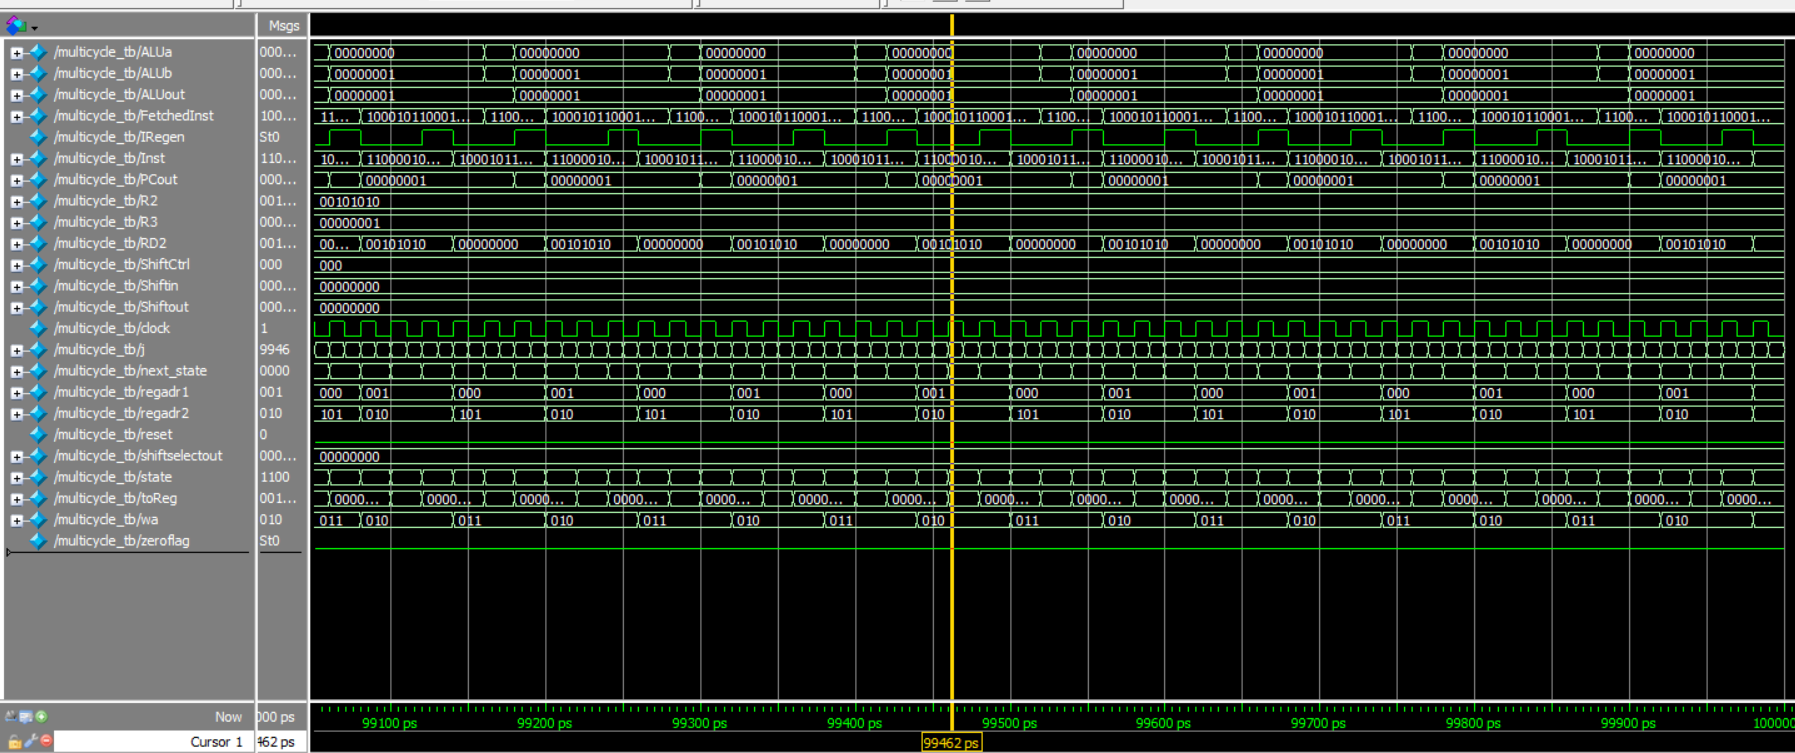 Msgs
/multicycle_tb/ALUa 000... 00000000 00000000 00000000 00000000 00000000 00000000 00000000 00000000
/multicycle_tb/ALUb 000... 00000001 00000001 00000001 00000001 00000001 00000001 00000001 00000001
/multicycle_tb/ALUout 000... 00000001 00000001 00000001 00000001 00000001 00000001 00000001 00000001
/multicycle_tb/FetchedInst 100... 11... 100010110001... 1100... 100010110001... 1100... 100010110001... 1100... 100010110001... 1100... 100010110001... 1100... 100010110001... 1100... 100010110001... 1100... 100010110001...
/multicycle_tb/IRegen St0
/multicycle_tb/Inst 110... 10... 11000010... 10001011... 11000010... 10001011... 11000010... 10001011... 11000010... 10001011... 11000010... 10001011... 11000010... 10001011... 11000010... 10001011... 11000010...
/multicycle_tb/PCout 000... 00000001 00000001 00000001 00000001 00000001 00000001 00000001 00000001
/multicycle_tb/R2 001... 00101010
/multicycle_tb/R3 000... 00000001
/multicycle_tb/RD2 001... 00... 00101010 00000000 00101010 00000000 00101010 00000000 00101010 00000000 00101010 00000000 00101010 00000000 00101010 00000000 00101010
/multicycle_tb/ShiftCtrl 000 000
/multicycle_tb/Shiftin 000... 00000000
/multicycle_tb/Shiftout 000... 00000000
/multicycle_tb/clock 1
/multicycle_tb/j 9946
/multicycle_tb/next_state 0000
/multicycle_tb/regadr1 001 000 001 000 001 000 001 000 001 000 001 000 001 000 001 000 001
/multicycle_tb/regadr2 010 101 010 101 010 101 010 101 010 101 010 101 010 101 010 101 010
/multicycle_tb/reset 0
/multicycle_tb/shiftselectout 000... 00000000
/multicycle_tb/state 1100
/multicycle_tb/toReg 001... 0000... 0000... 0000... 0000... 0000... 0000... 0000... 0000... 0000... 0000... 0000... 0000... 0000... 0000... 0000... 0000...
/multicycle_tb/wa 010 011 010 011 010 011 010 011 010 011 010 011 010 011 010 011 010
/multicycle_tb/zeroflag St0
Now 000 ps 99100 ps 99200 ps 99300 ps 99400 ps 99500 ps 99600 ps 99700 ps 99800 ps 99900 ps 100000
Cursor 1 462 ps 99462 ps